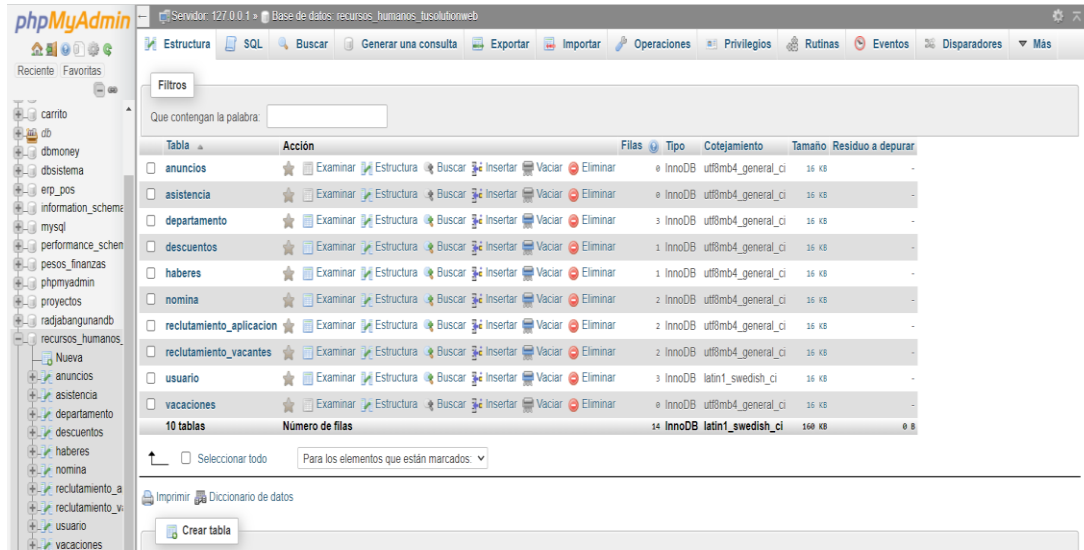 phpMyAdmin
Reciente Favoritas
carrito
db
dbmoney
dbsistema
erp_pos
information_schema
mysql
performance_schem
pesos_finanzas
phpmyadmin
proyectos
radjabangunandb
recursos_humanos_
Nueva
anuncios
asistencia
departamento
descuentos
haberes
nomina
reclutamiento_a
reclutamiento_v
usuario
vacaciones
Servidor: 127.0.0.1 » Base de datos: recursos_humanos_tusolutionweb
Estructura SQL Buscar Generar una consulta Exportar Importar Operaciones Privilegios Rutinas Eventos Disparadores Más
Filtros
Que contengan la palabra:
Tabla Acción Filas Tipo Cotejamiento Tamaño Residuo a depurar
anuncios Examinar Estructura Buscar Insertar Vaciar Eliminar 0 InnoDB utf8mb4_general_ci 16 KB -
asistencia Examinar Estructura Buscar Insertar Vaciar Eliminar 0 InnoDB utf8mb4_general_ci 16 KB -
departamento Examinar Estructura Buscar Insertar Vaciar Eliminar 3 InnoDB utf8mb4_general_ci 16 KB -
descuentos Examinar Estructura Buscar Insertar Vaciar Eliminar 1 InnoDB utf8mb4_general_ci 16 KB -
haberes Examinar Estructura Buscar Insertar Vaciar Eliminar 1 InnoDB utf8mb4_general_ci 16 KB -
nomina Examinar Estructura Buscar Insertar Vaciar Eliminar 2 InnoDB utf8mb4_general_ci 16 KB -
reclutamiento_aplicacion Examinar Estructura Buscar Insertar Vaciar Eliminar 2 InnoDB utf8mb4_general_ci 16 KB -
reclutamiento_vacantes Examinar Estructura Buscar Insertar Vaciar Eliminar 2 InnoDB utf8mb4_general_ci 16 KB -
usuario Examinar Estructura Buscar Insertar Vaciar Eliminar 3 InnoDB latin1_swedish_ci 16 KB -
vacaciones Examinar Estructura Buscar Insertar Vaciar Eliminar 0 InnoDB utf8mb4_general_ci 16 KB -
10 tablas Número de filas 14 InnoDB latin1_swedish_ci 160 KB 0 B
Seleccionar todo Para los elementos que están marcados:
Imprimir Diccionario de datos
Crear tabla